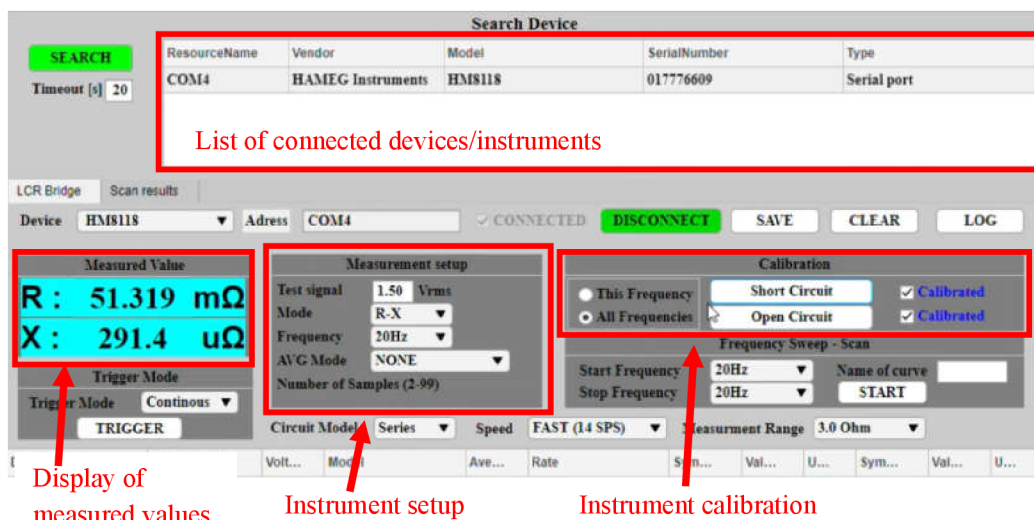 Search Device
SEARCH
Timeout [s] 20
ResourceName Vendor Model SerialNumber Type
COM4 HAMEG Instruments HM8118 017776609 Serial port
List of connected devices/instruments
LCR Bridge Scan results
Device HM8118 Adress COM4 CONNECTED DISCONNECT SAVE CLEAR LOG
Measured Value
R : 51.319 mΩ
X : 291.4 uΩ
Trigger Mode
Trigger Mode Continous
TRIGGER
Measurement setup
Test signal 1.50 Vrms
Mode R-X
Frequency 20Hz
AVG Mode NONE
Number of Samples (2-99)
Calibration
This Frequency Short Circuit Calibrated
All Frequencies Open Circuit Calibrated
Frequency Sweep - Scan
Start Frequency 20Hz Name of curve
Stop Frequency 20Hz START
Circuit Model Series Speed FAST (14 SPS) Measurment Range 3.0 Ohm
Volt... Model Ave... Rate Sym... Val... U... Sym... Val... U...
Display of
measured values
Instrument setup
Instrument calibration